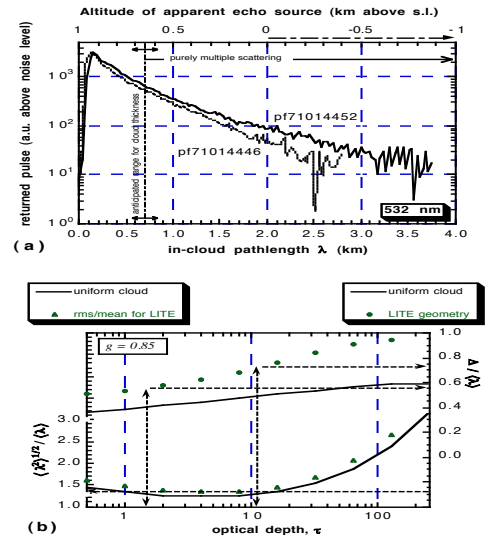 Altitude of apparent echo source (km above s.l.)
1 0.5 0 -0.5 -1
purely multiple scattering
returned pulse (a.u. above noise level)
10³
10²
10¹
10⁰
anticipated range for cloud thickness
pf71014452
pf71014446
532 nm
0.0 0.5 1.0 1.5 2.0 2.5 3.0 3.5 4.0
(a)
in-cloud pathlength λ (km)
uniform cloud
rms/mean for LITE
uniform cloud
LITE geometry
g = 0.85
1.0
0.8
0.6
0.4
0.2
0.0
Δ / ⟨λ⟩
3.0
2.5
2.0
1.5
1.0
⟨λ²⟩^1/2 / ⟨λ⟩
1 10 100
(b)
optical depth, τ